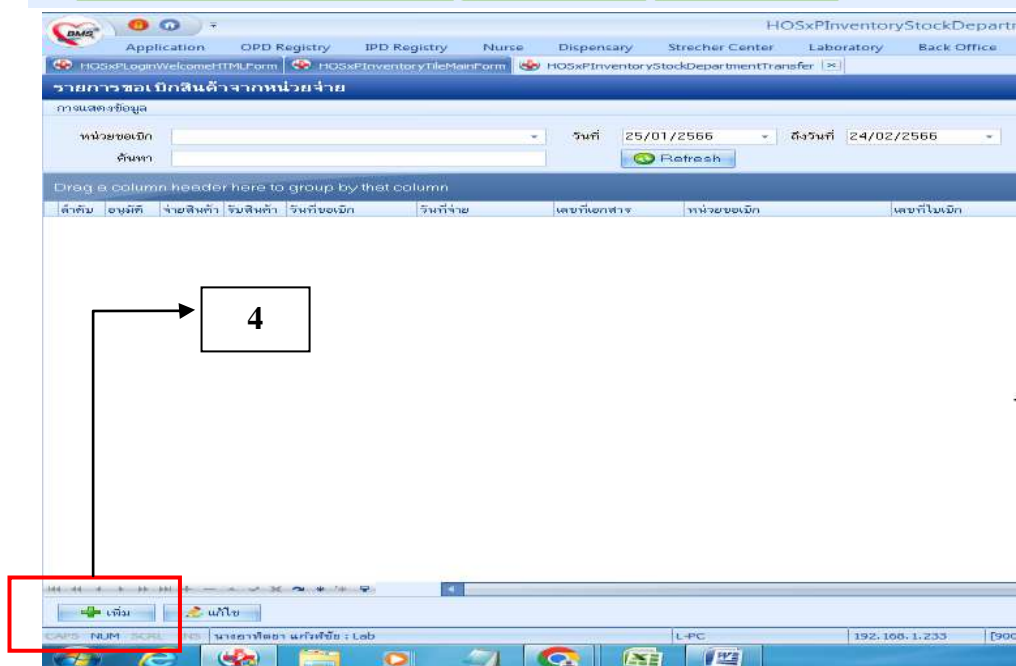 BMS
HOSxPInventoryStockDepartr
Application OPD Registry IPD Registry Nurse Dispensary Strecher Center Laboratory Back Office
HOSxPLoginWelcomeHTMLForm HOSxPInventoryTileMainForm HOSxPInventoryStockDepartmentTransfer
รายการขอเบิกสินค้าจากหน่วยจ่าย
การแสดงข้อมูล
หน่วยขอเบิก วันที่ 25/01/2566 ถึงวันที่ 24/02/2566
ค้นหา Refresh
Drag a column header here to group by that column
ลำดับ อนุมัติ จ่ายสินค้า รับสินค้า วันที่ขอเบิก วันที่จ่าย เลขที่เอกสาร หน่วยขอเบิก เลขที่ใบเบิก
4
เพิ่ม แก้ไข
CAPS NUM SCRL INS : Lab L-PC 192.168.1.233 [900